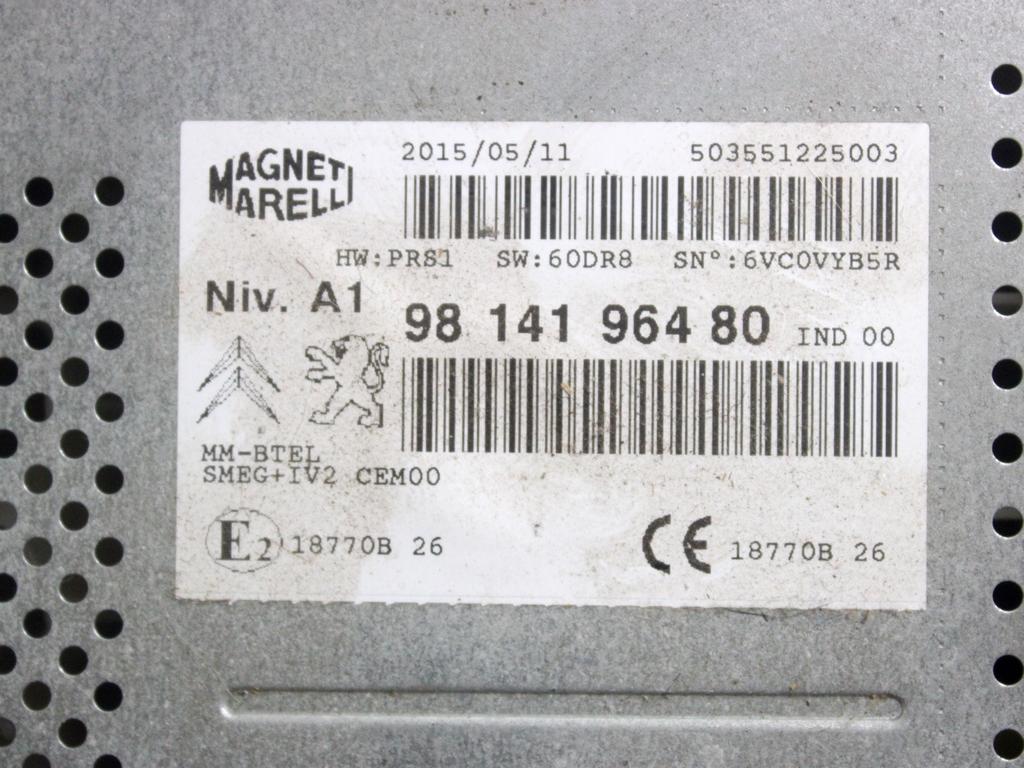 MAGNETI
MARELLI
2015/05/11 503551225003
HW:PRS1 SW:60DR8 SN°:6VC0VYB5R
Niv. A1
98 141 964 80 IND 00
MM-BTEL
SMEG+IV2 CEM00
E2 18770B 26
CE 18770B 26